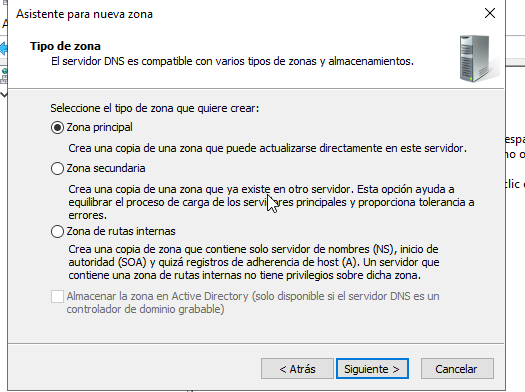 Asistente para nueva zona
Tipo de zona
El servidor DNS es compatible con varios tipos de zonas y almacenamientos.
Seleccione el tipo de zona que quiere crear:
Zona principal
Crea una copia de una zona que puede actualizarse directamente en este servidor.
Zona secundaria
Crea una copia de una zona que ya existe en otro servidor. Esta opción ayuda a
equilibrar el proceso de carga de los servidores principales y proporciona tolerancia a
errores.
Zona de rutas internas
Crea una copia de zona que contiene solo servidor de nombres (NS), inicio de
autoridad (SOA) y quizá registros de adherencia de host (A). Un servidor que
contiene una zona de rutas internas no tiene privilegios sobre dicha zona.
Almacenar la zona en Active Directory (solo disponible si el servidor DNS es un
controlador de dominio grabable)
< Atrás
Siguiente >
Cancelar